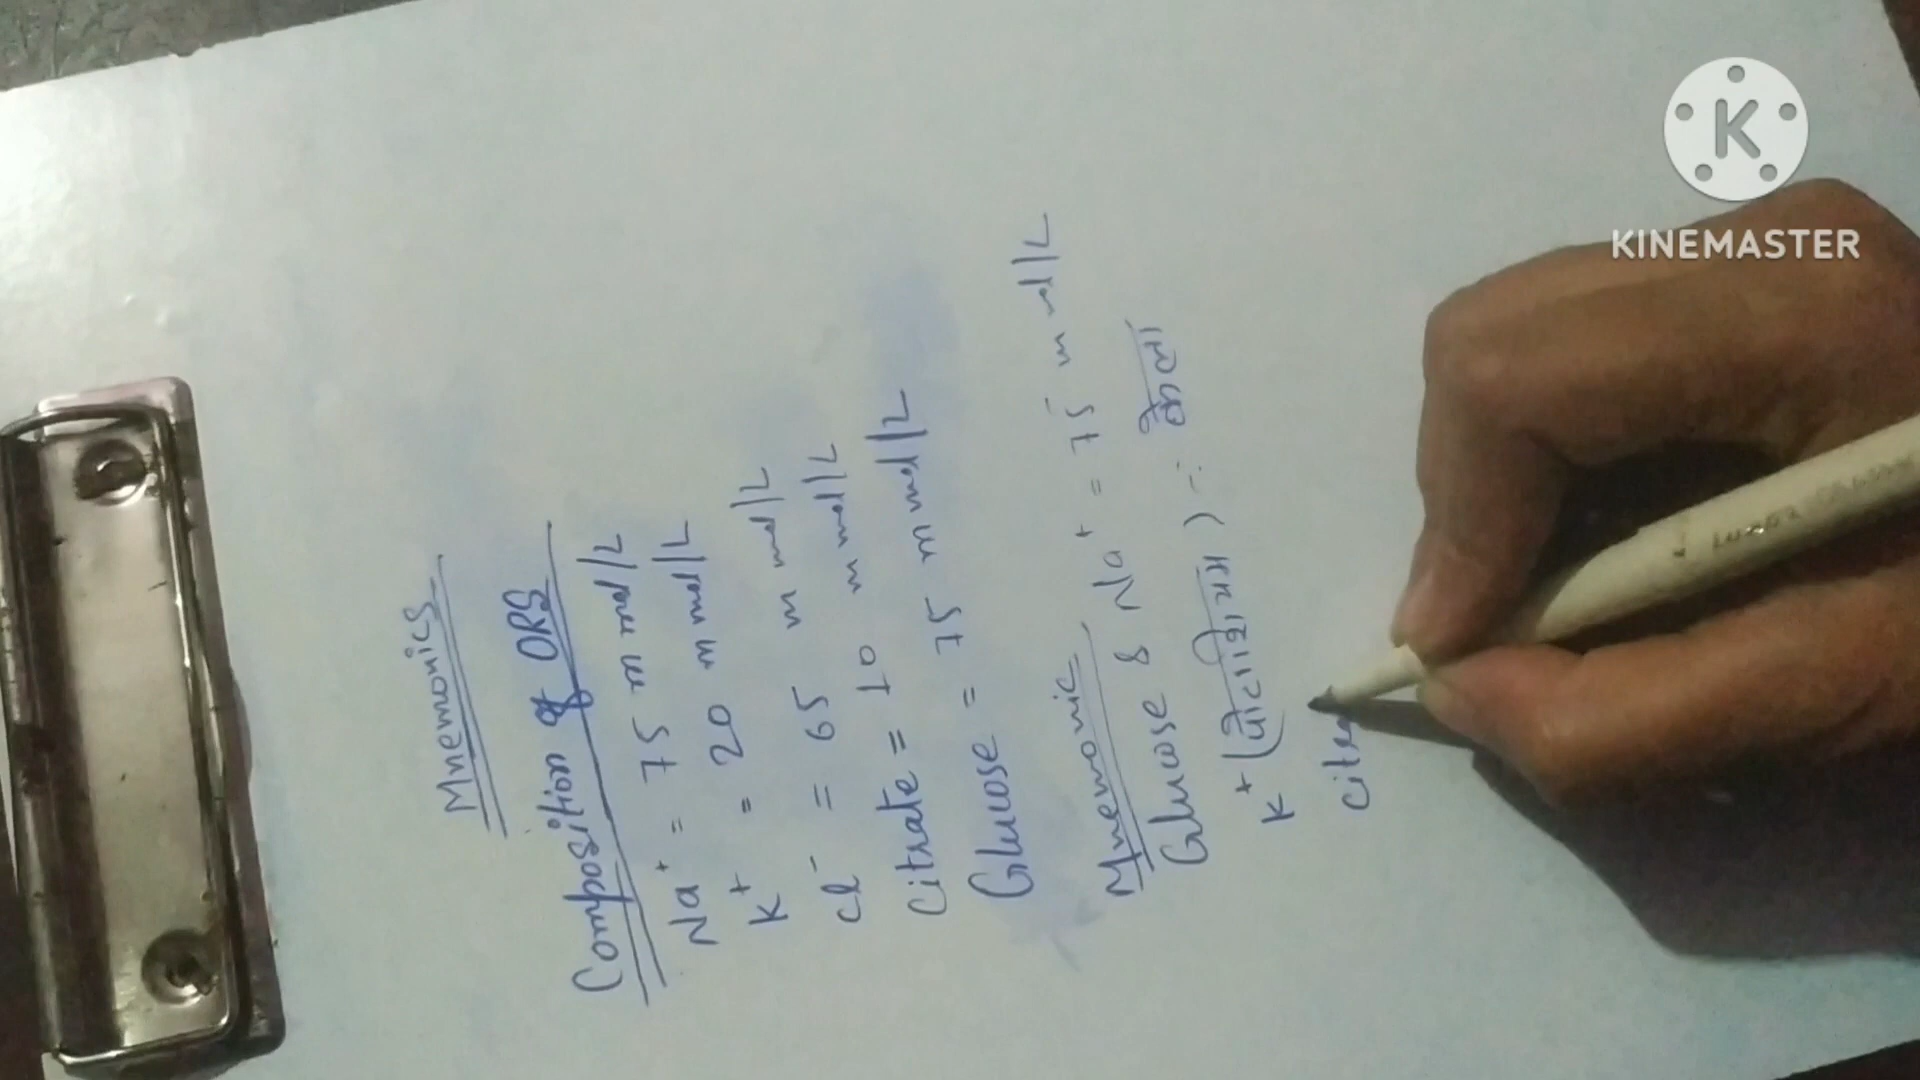 Mnemonics
Composition of ORS
Na+ = 75 m mol/L
K+ = 20 m mol/L
Cl- = 65 m mol/L
Citrate = 10 m mol/L
Glucose = 75 m mol/L
Mnemonic
Glucose & Na+ = 75 m mol/L
K+ (पोटाशियम) -: केला
Citra
K
KINEMASTER